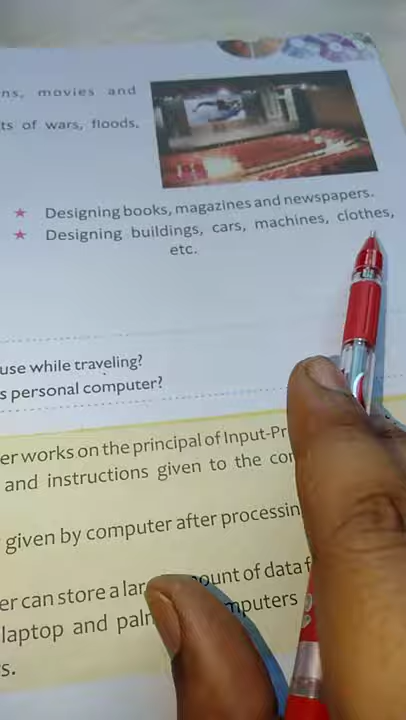 ns, movies and
ts of wars, floods,
★ Designing books, magazines and newspapers.
★ Designing buildings, cars, machines, clothes,
etc.
use while traveling?
s personal computer?
er works on the principal of Input-Pr
and instructions given to the con
given by computer after processin
er can store a lar ount of data f
laptop and paln mputers
s.